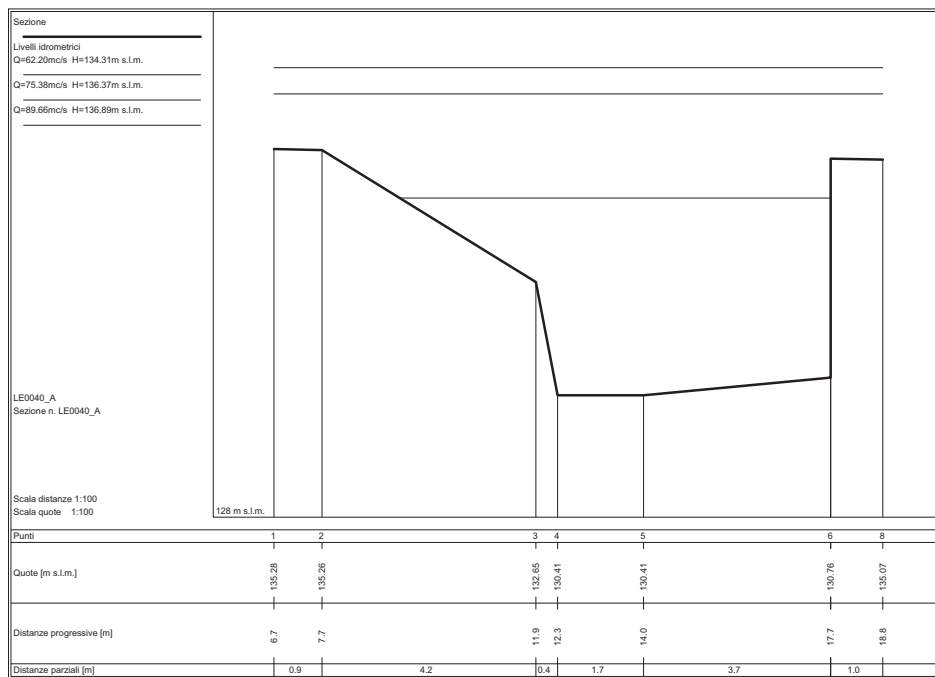 Sezione
Livelli idrometrici
Q=62.20mc/s H=134.31m s.l.m.
Q=75.38mc/s H=136.37m s.l.m.
Q=89.66mc/s H=136.89m s.l.m.
LE0040_A
Sezione n. LE0040_A
Scala distanze 1:100
Scala quote 1:100
128 m s.l.m.
Punti 1 2 3 4 5 6 8
Quote [m s.l.m.] 135.28 135.26 132.65 130.41 130.41 130.76 135.07
Distanze progressive [m] 6.7 7.7 11.9 12.3 14.0 17.7 18.8
Distanze parziali [m] 0.9 4.2 0.4 1.7 3.7 1.0